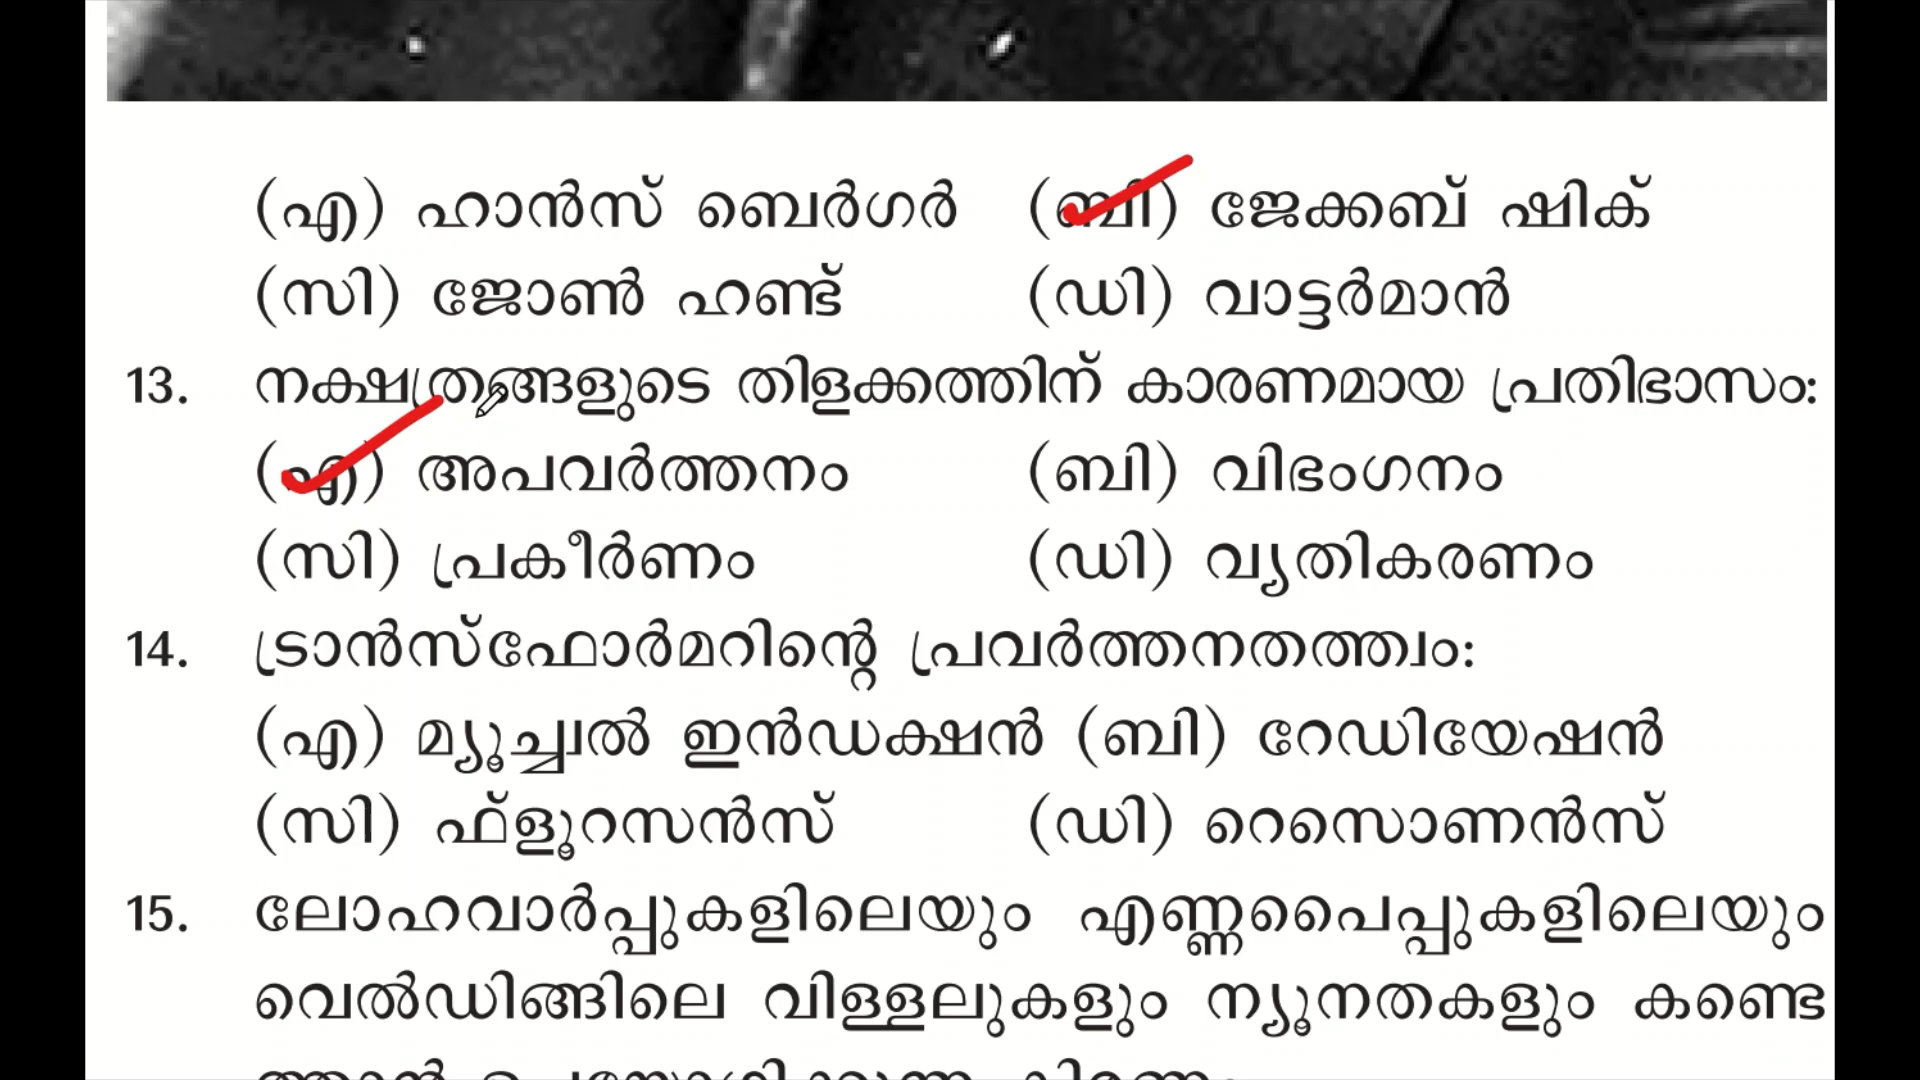 (എ) ഹാൻസ് ബെർഗർ (ബി) ജേക്കബ് ഷിക്
(സി) ജോൺ ഹണ്ട് (ഡി) വാട്ടർമാൻ
13. നക്ഷത്രങ്ങളുടെ തിളക്കത്തിന് കാരണമായ പ്രതിഭാസം:
(എ) അപവർത്തനം (ബി) വിഭംഗനം
(സി) പ്രകീർണം (ഡി) വ്യതികരണം
14. ട്രാൻസ്ഫോർമറിന്റെ പ്രവർത്തനതത്ത്വം:
(എ) മ്യൂച്ച്വൽ ഇൻഡക്ഷൻ (ബി) റേഡിയേഷൻ
(സി) ഫ്ളൂറസൻസ് (ഡി) റെസൊണൻസ്
15. ലോഹവാർപ്പുകളിലെയും എണ്ണപൈപ്പുകളിലെയും
വെൽഡിങ്ങിലെ വിള്ളലുകളും ന്യൂനതകളും കണ്ടെ